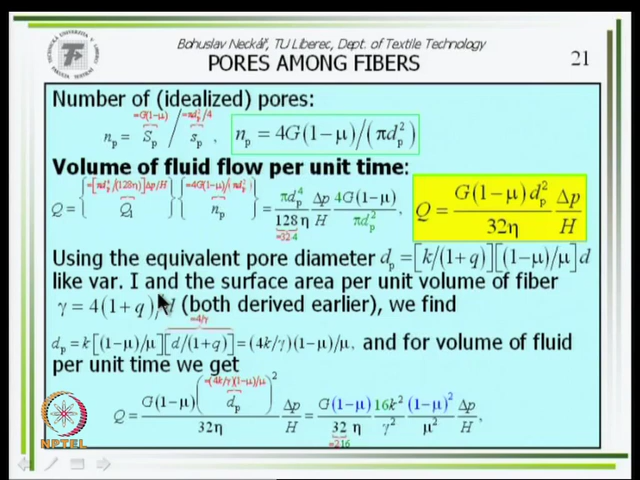 Bohuslav Neckář, TU Liberec, Dept. of Textile Technology
PORES AMONG FIBERS
21
Number of (idealized) pores:
=G(1−μ) =πd_p²/4
n_p = S_p / s_p , n_p = 4G(1−μ)/(πd_p²)
Volume of fluid flow per unit time:
=[πd_p⁴/(128η)]Δp/H =4G(1−μ)/(πd_p²)
Q = {Q₁}{n_p} = πd_p⁴/(128η) Δp/H 4G(1−μ)/(πd_p²), Q = G(1−μ)d_p²/(32η) Δp/H
=32·4
Using the equivalent pore diameter d_p = [k/(1+q)][(1−μ)/μ]d
like var. I and the surface area per unit volume of fiber
γ = 4(1+q)/d (both derived earlier), we find
=4/γ
d_p = k[(1−μ)/μ][d/(1+q)] = (4k/γ)(1−μ)/μ, and for volume of fluid
per unit time we get
=(4k/γ)(1−μ)/μ
Q = G(1−μ)(d_p)²/(32η) Δp/H = G(1−μ)/(32η) 16k²/γ² (1−μ)²/μ² Δp/H,
=2·16
NPTEL